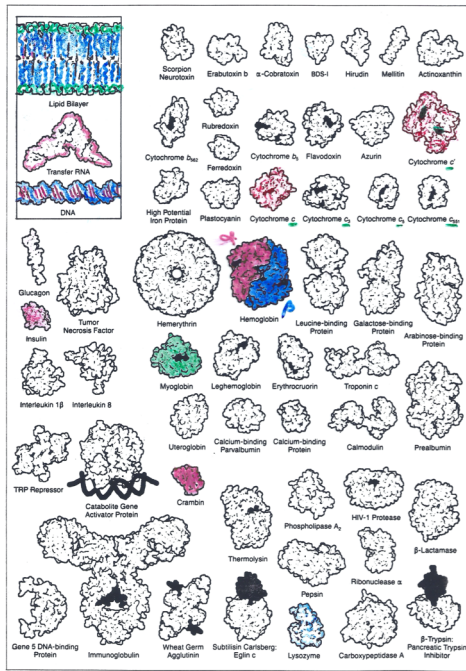 Lipid Bilayer
Transfer RNA
DNA
Scorpion
Neurotoxin
Erabutoxin b
α-Cobratoxin
BDS-I
Hirudin
Mellitin
Actinoxanthin
Cytochrome b562
Rubredoxin
Ferredoxin
Cytochrome b5
Flavodoxin
Azurin
Cytochrome c'
High Potential
Iron Protein
Plastocyanin
Cytochrome c
Cytochrome c3
Cytochrome c5
Cytochrome c551
Glucagon
Insulin
Tumor
Necrosis Factor
Hemerythrin
α
Hemoglobin
β
Leucine-binding
Protein
Galactose-binding
Protein
Arabinose-binding
Protein
Interleukin 1β
Interleukin 8
Myoglobin
Leghemoglobin
Erythrocruorin
Troponin c
Uteroglobin
Calcium-binding
Parvalbumin
Calcium-binding
Protein
Calmodulin
Prealbumin
TRP Repressor
Catabolite Gene
Activator Protein
Crambin
Thermolysin
Phospholipase A2
HIV-1 Protease
β-Lactamase
Pepsin
Ribonuclease α
Gene 5 DNA-binding
Protein
Immunoglobulin
Wheat Germ
Agglutinin
Subtilisin Carlsberg:
Eglin c
Lysozyme
Carboxypeptidase A
β-Trypsin:
Pancreatic Trypsin
Inhibitor